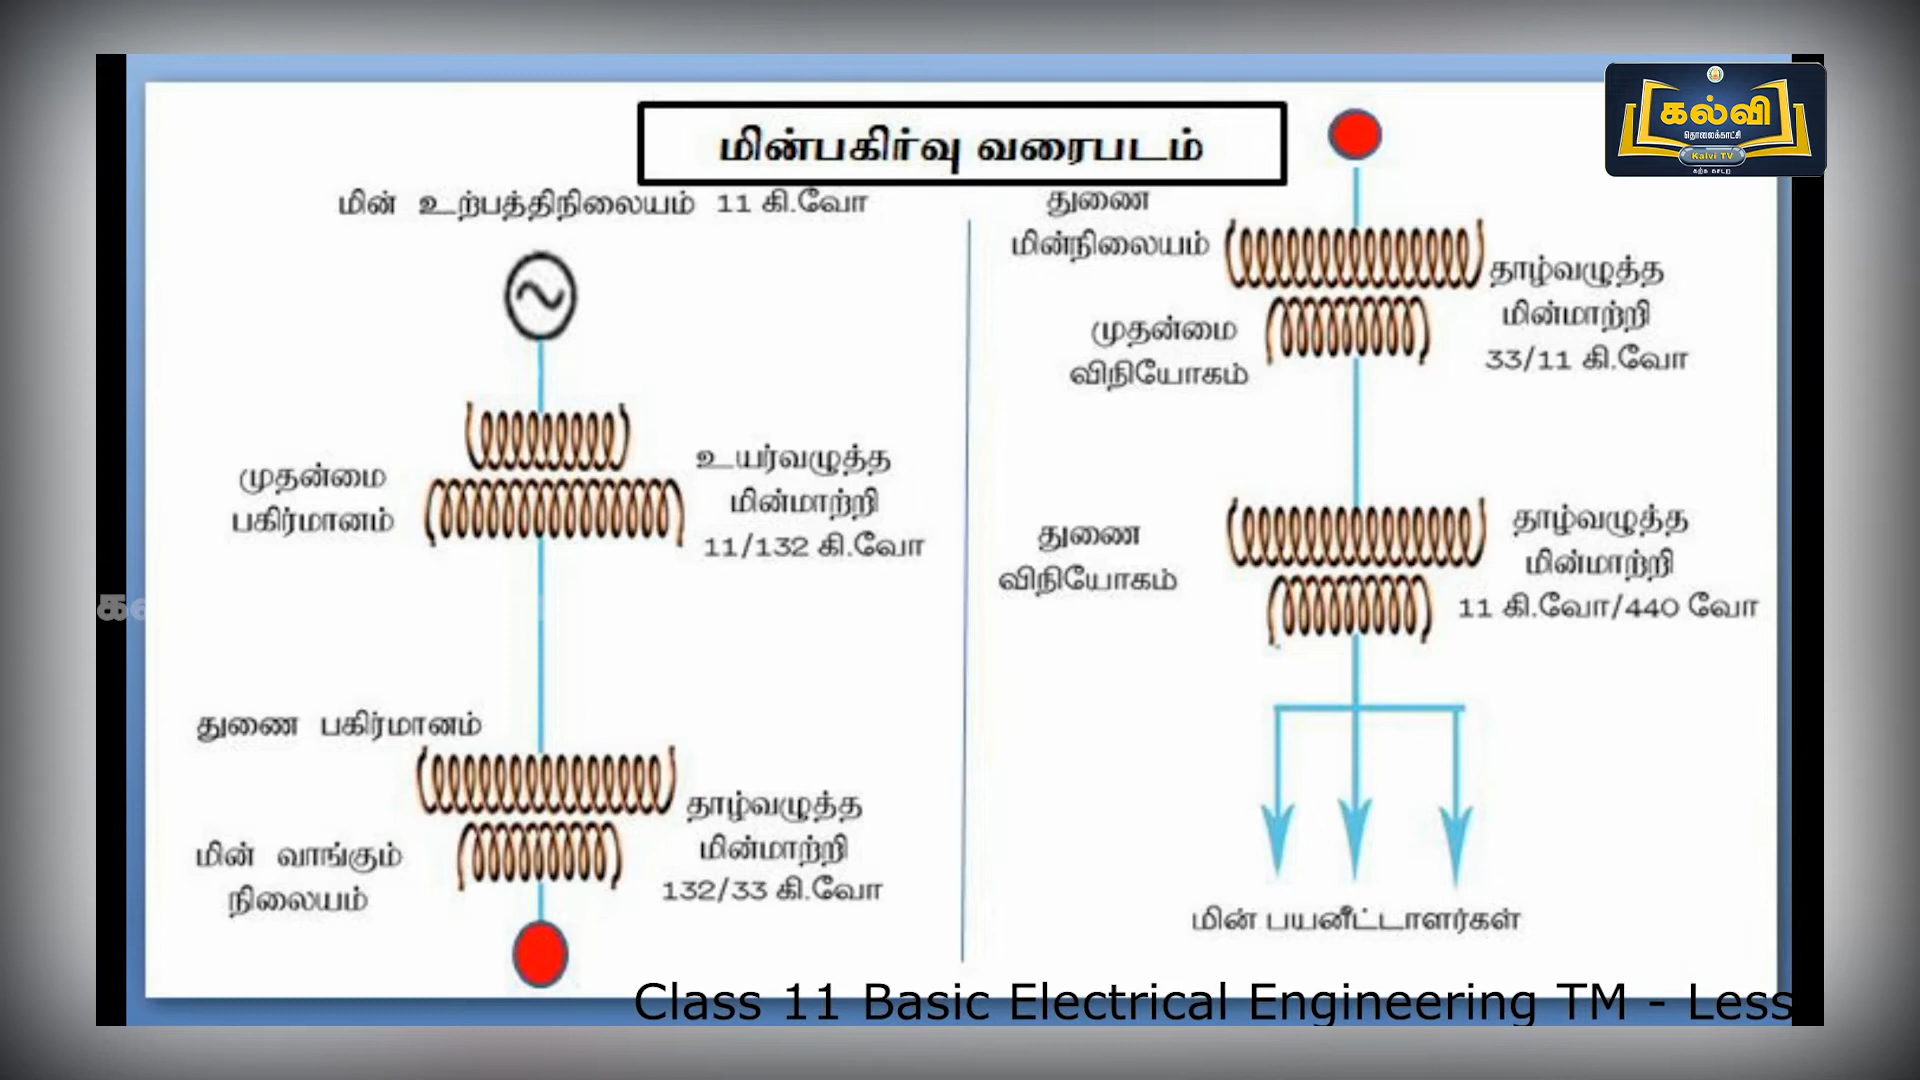 மின்பகிர்வு வரைபடம்
மின் உற்பத்திநிலையம் 11 கி.வோ
முதன்மை
பகிர்மானம்
உயர்வழுத்த
மின்மாற்றி
11/132 கி.வோ
துணை பகிர்மானம்
மின் வாங்கும்
நிலையம்
தாழ்வழுத்த
மின்மாற்றி
132/33 கி.வோ
துணை
மின்நிலையம்
முதன்மை
விநியோகம்
தாழ்வழுத்த
மின்மாற்றி
33/11 கி.வோ
துணை
விநியோகம்
தாழ்வழுத்த
மின்மாற்றி
11 கி.வோ/440 வோ
மின் பயனீட்டாளர்கள்
கல்வி
தொலைக்காட்சி
Kalvi TV
கற்க கசடற
Class 11 Basic Electrical Engineering TM - Less